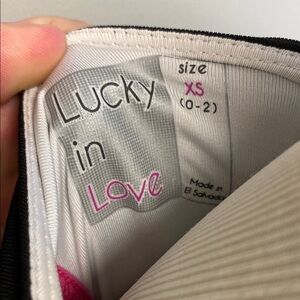 Lucky
in
Love
size
XS
(0-2)
Made in
El Salvador